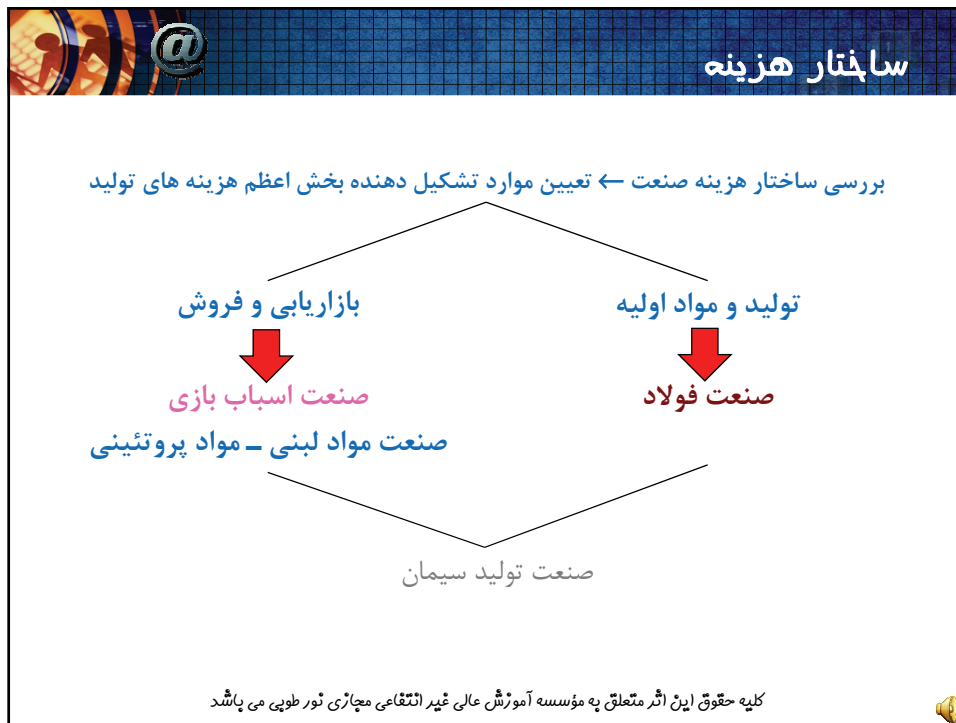 @
ساختار هزینه
بررسی ساختار هزینه صنعت ← تعیین موارد تشکیل دهنده بخش اعظم هزینه های تولید
تولید و مواد اولیه
بازاریابی و فروش
صنعت فولاد
صنعت اسباب بازی
صنعت مواد لبنی – مواد پروتئینی
صنعت تولید سیمان
کلیه حقوق این اثر متعلق به مؤسسه آموزش عالی غیر انتفاعی مجازی نور طوبی می باشد